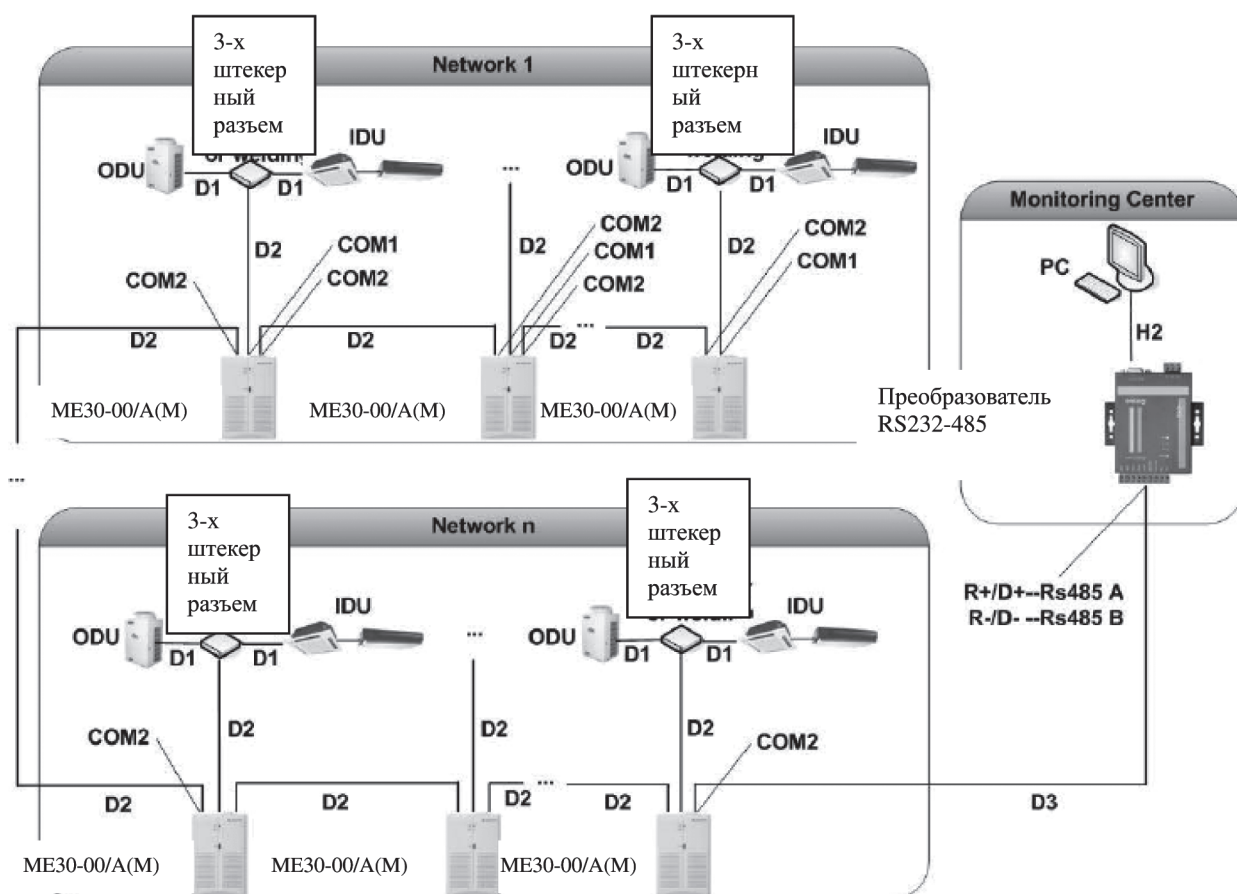 3-х
штекер
ный
разъем
3-х
штекерн
ый
разъем
Network 1
ODU
IDU
D1
D1
...
ODU
IDU
D1
D1
Monitoring Center
PC
H2
D2
COM1
COM2
COM2
D2
COM2
COM1
COM2
D2
COM2
COM1
D2
D2
...
D2
D2
ME30-00/A(M)
ME30-00/A(M)
ME30-00/A(M)
Преобразователь
RS232-485
...
3-х
штекер
ный
разъем
3-х
штекер
ный
разъем
Network n
R+/D+--Rs485 A
R-/D- --Rs485 B
ODU
IDU
D1
D1
...
ODU
IDU
D1
D1
COM2
D2
D2
D2
COM2
D2
D2
...
D2
D2
D3
ME30-00/A(M)
ME30-00/A(M)
ME30-00/A(M)